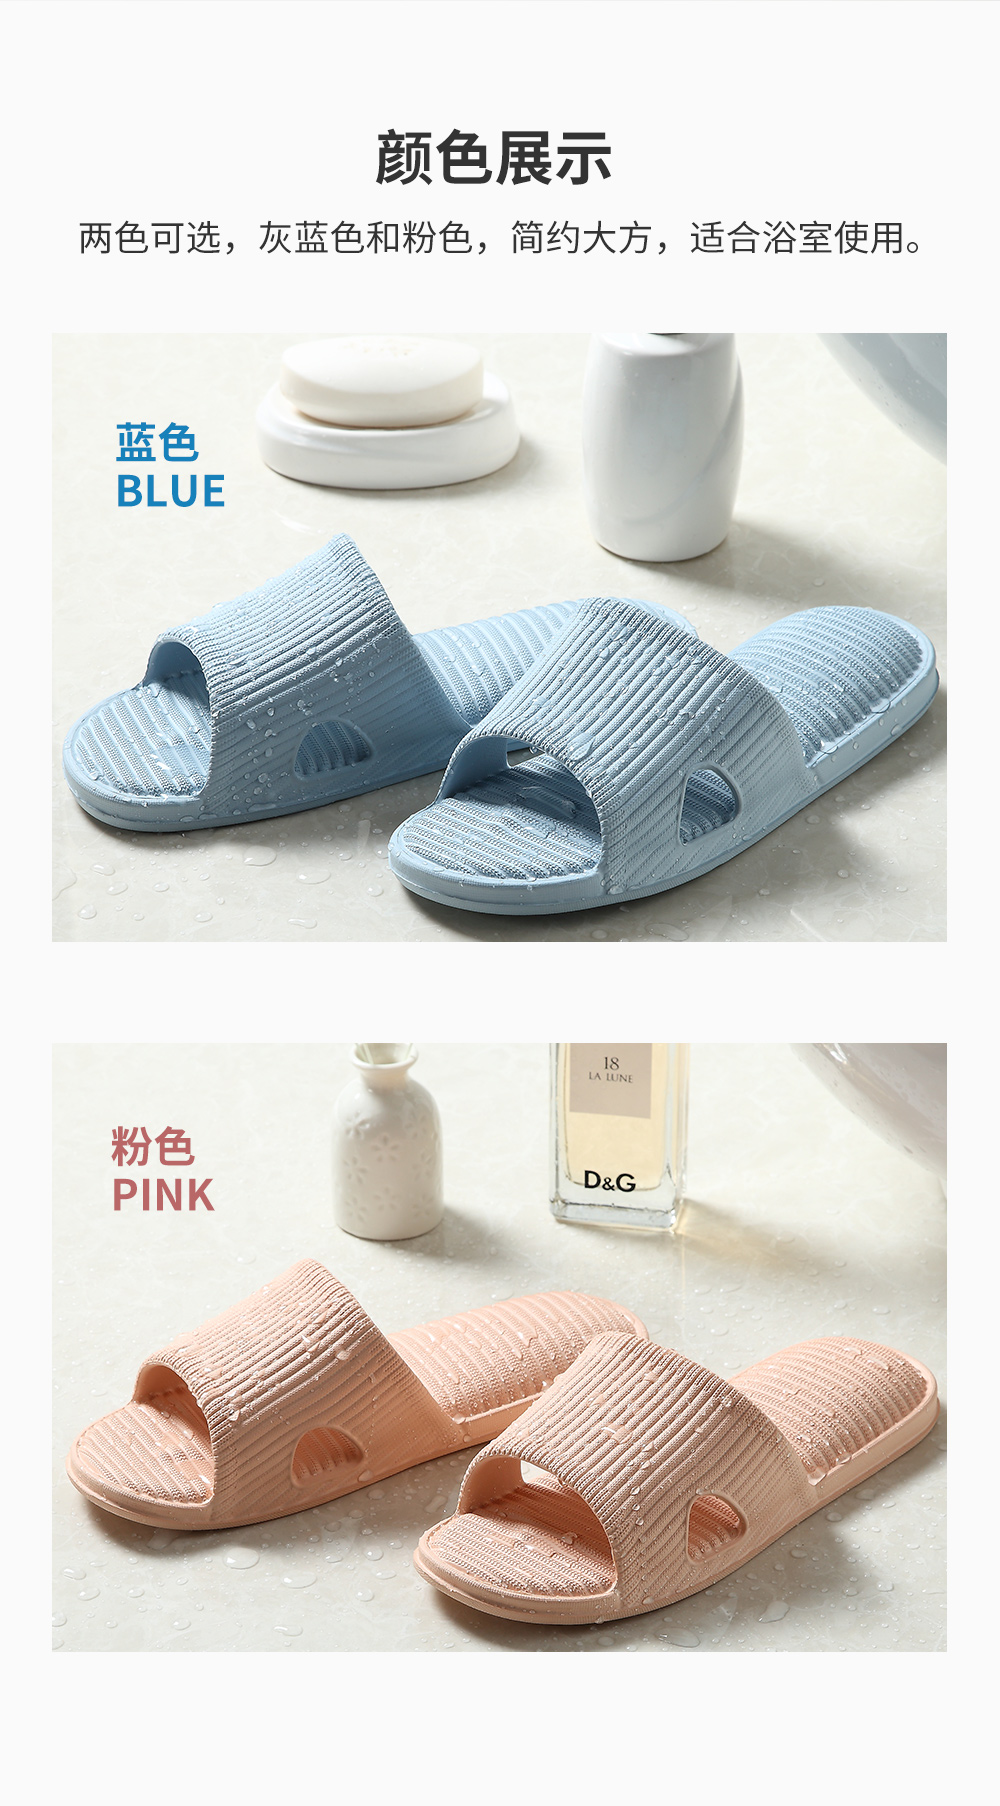 颜色展示
两色可选，灰蓝色和粉色，简约大方，适合浴室使用。
蓝色
BLUE
粉色
PINK
18
LA LUNE
D&G